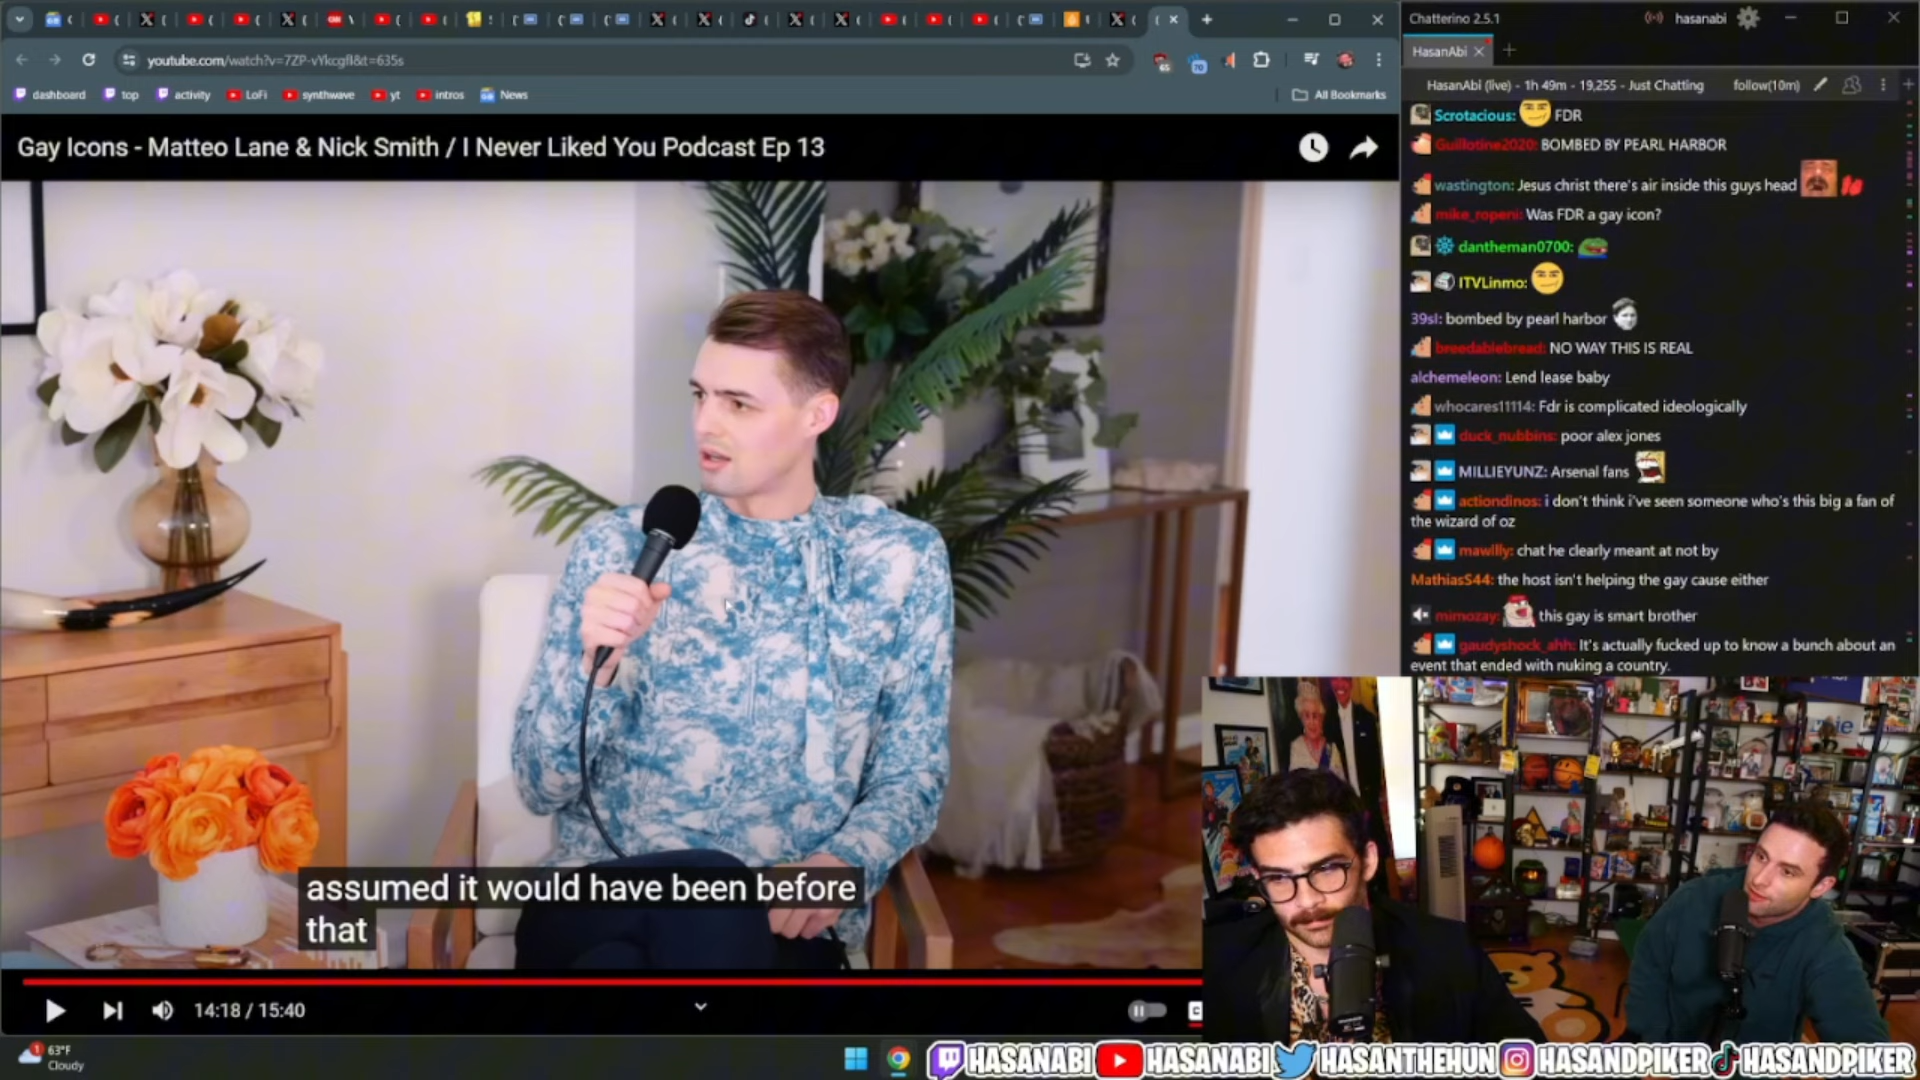 youtube.com/watch?v=7ZP-vYkcgfI&t=635s
dashboard top activity LoFi synthwave yt intros News All Bookmarks
Gay Icons - Matteo Lane & Nick Smith / I Never Liked You Podcast Ep 13
assumed it would have been before
that
14:18 / 15:40
63°F
Cloudy
Chatterino 2.5.1
hasanabi
HasanAbi
HasanAbi (live) - 1h 49m - 19,255 - Just Chatting
follow(10m)
Scrotacious: FDR
Guillotine2020: BOMBED BY PEARL HARBOR
wastington: Jesus christ there's air inside this guys head
mike_ropeni: Was FDR a gay icon?
dantheman0700:
ITVLinmo:
39sl: bombed by pearl harbor
breedablebread: NO WAY THIS IS REAL
alchemeleon: Lend lease baby
whocares11114: Fdr is complicated ideologically
duck_nubbins: poor alex jones
MILLIEYUNZ: Arsenal fans
actiondinos: i don't think i've seen someone who's this big a fan of
the wizard of oz
mawlly: chat he clearly meant at not by
MathiasS44: the host isn't helping the gay cause either
mimozay: this gay is smart brother
gaudyshock_ahh: It's actually fucked up to know a bunch about an
event that ended with nuking a country.
HASANABI HASANABI HASANTHEHUN HASANDPIKER HASANDPIKER